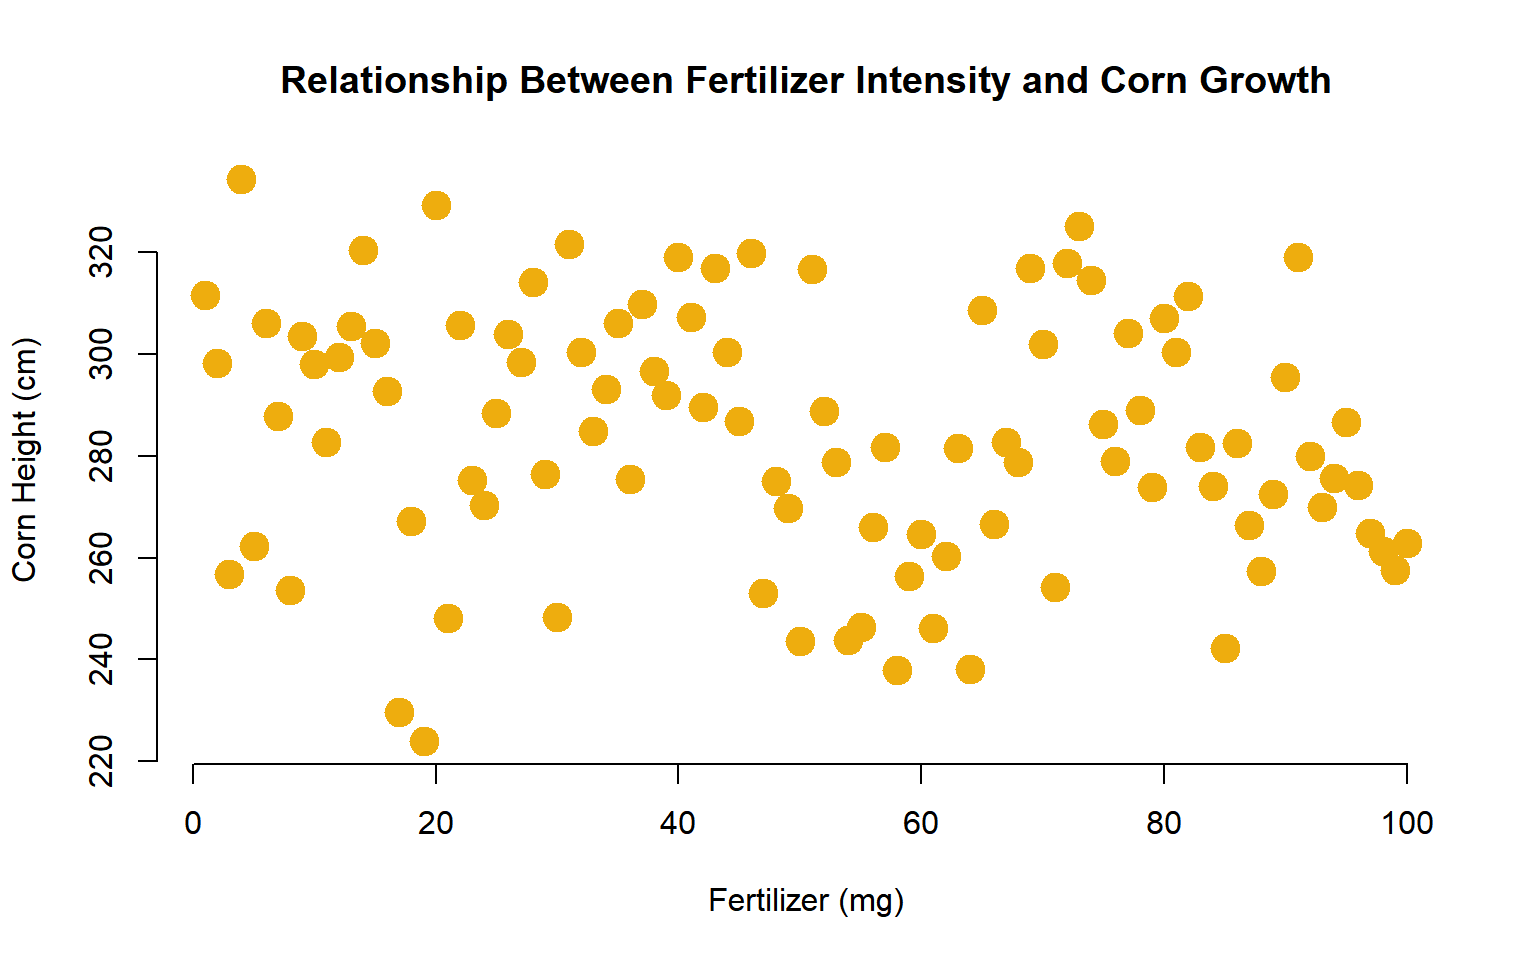 Relationship Between Fertilizer Intensity and Corn Growth
Corn Height (cm)
320
300
280
260
240
220
0 20 40 60 80 100
Fertilizer (mg)